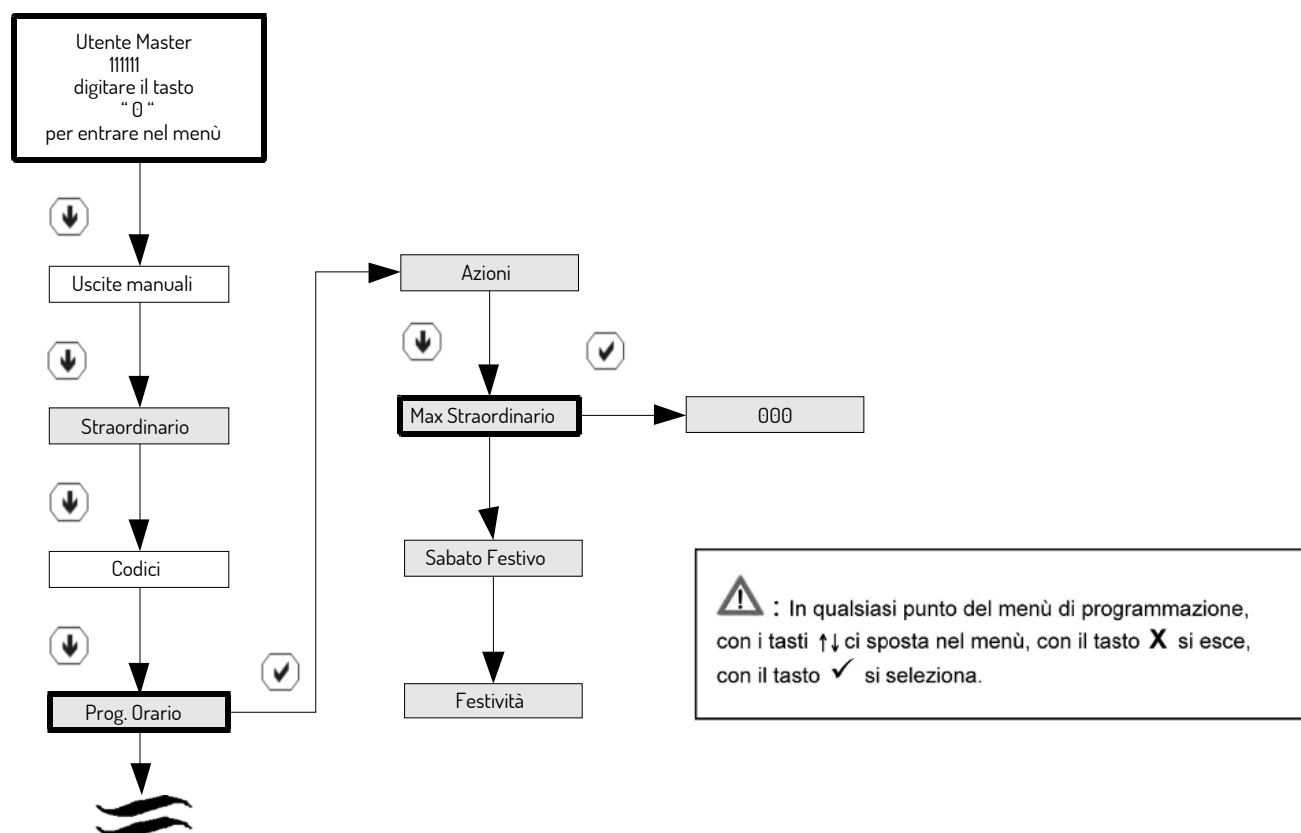 Utente Master
111111
digitare il tasto
“ 0 “
per entrare nel menù
Uscite manuali
Straordinario
Codici
Prog. Orario
Azioni
Max Straordinario
000
Sabato Festivo
Festività
: In qualsiasi punto del menù di programmazione,
con i tasti ↑↓ ci sposta nel menù, con il tasto X si esce,
con il tasto ✓ si seleziona.